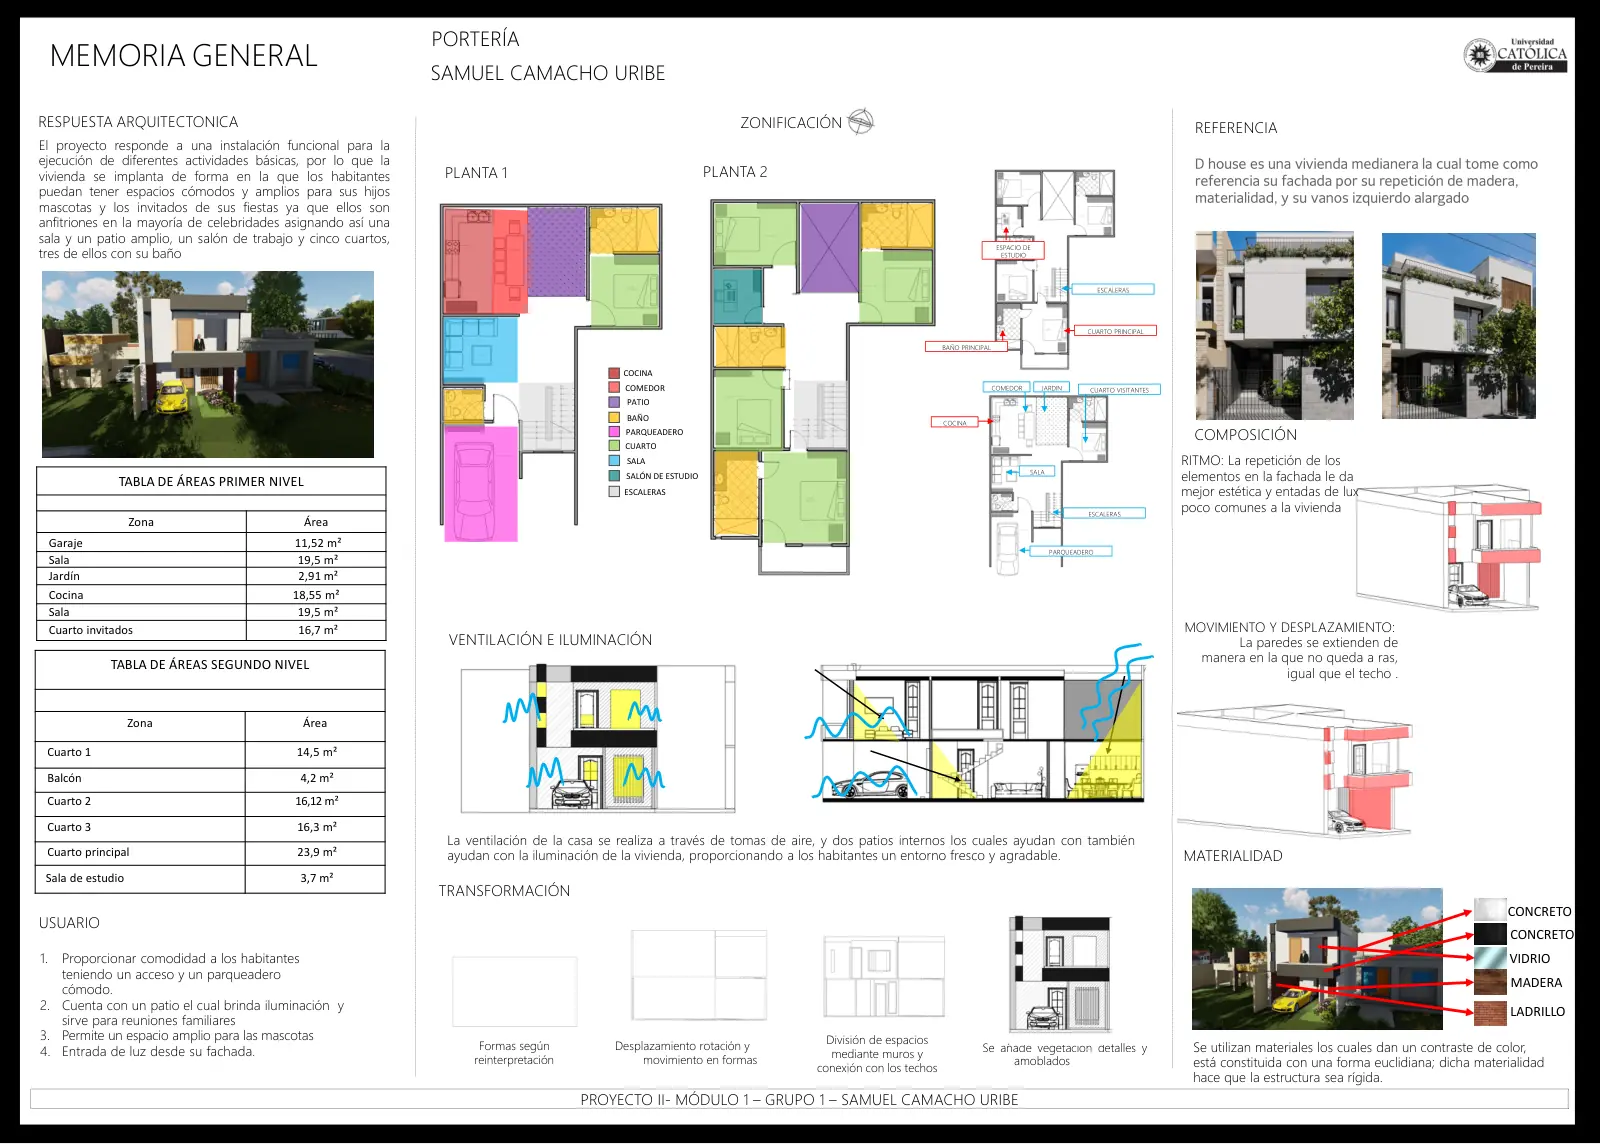 MEMORIA GENERAL
PORTERÍA
SAMUEL CAMACHO URIBE
Universidad
CATÓLICA
de Pereira
RESPUESTA ARQUITECTONICA
El proyecto responde a una instalación funcional para la
ejecución de diferentes actividades básicas, por lo que la
vivienda se implanta de forma en la que los habitantes
puedan tener espacios cómodos y amplios para sus hijos
mascotas y los invitados de sus fiestas ya que ellos son
anfitriones en la mayoría de celebridades asignando así una
sala y un patio amplio, un salón de trabajo y cinco cuartos,
tres de ellos con su baño
TABLA DE ÁREAS PRIMER NIVEL
Zona Área
Garaje 11,52 m²
Sala 19,5 m²
Jardín 2,91 m²
Cocina 18,55 m²
Sala 19,5 m²
Cuarto invitados 16,7 m²
TABLA DE ÁREAS SEGUNDO NIVEL
Zona Área
Cuarto 1 14,5 m²
Balcón 4,2 m²
Cuarto 2 16,12 m²
Cuarto 3 16,3 m²
Cuarto principal 23,9 m²
Sala de estudio 3,7 m²
USUARIO
1. Proporcionar comodidad a los habitantes
teniendo un acceso y un parqueadero
cómodo.
2. Cuenta con un patio el cual brinda iluminación y
sirve para reuniones familiares
3. Permite un espacio amplio para las mascotas
4. Entrada de luz desde su fachada.
ZONIFICACIÓN
PLANTA 1
PLANTA 2
COCINA
COMEDOR
PATIO
BAÑO
PARQUEADERO
CUARTO
SALA
SALÓN DE ESTUDIO
ESCALERAS
ESPACIO DE
ESTUDIO
ESCALERAS
CUARTO PRINCIPAL
BAÑO PRINCIPAL
COMEDOR
JARDIN
CUARTO VISITANTES
COCINA
SALA
ESCALERAS
PARQUEADERO
VENTILACIÓN E ILUMINACIÓN
La ventilación de la casa se realiza a través de tomas de aire, y dos patios internos los cuales ayudan con también
ayudan con la iluminación de la vivienda, proporcionando a los habitantes un entorno fresco y agradable.
TRANSFORMACIÓN
Formas según
reinterpretación
Desplazamiento rotación y
movimiento en formas
División de espacios
mediante muros y
conexión con los techos
Se añade vegetación detalles y
amoblados
REFERENCIA
D house es una vivienda medianera la cual tome como
referencia su fachada por su repetición de madera,
materialidad, y su vanos izquierdo alargado
COMPOSICIÓN
RITMO: La repetición de los
elementos en la fachada le da
mejor estética y entadas de lux
poco comunes a la vivienda
MOVIMIENTO Y DESPLAZAMIENTO:
La paredes se extienden de
manera en la que no queda a ras,
igual que el techo .
MATERIALIDAD
CONCRETO
CONCRETO
VIDRIO
MADERA
LADRILLO
Se utilizan materiales los cuales dan un contraste de color,
está constituida con una forma euclidiana; dicha materialidad
hace que la estructura sea rígida.
PROYECTO II- MÓDULO 1 – GRUPO 1 – SAMUEL CAMACHO URIBE